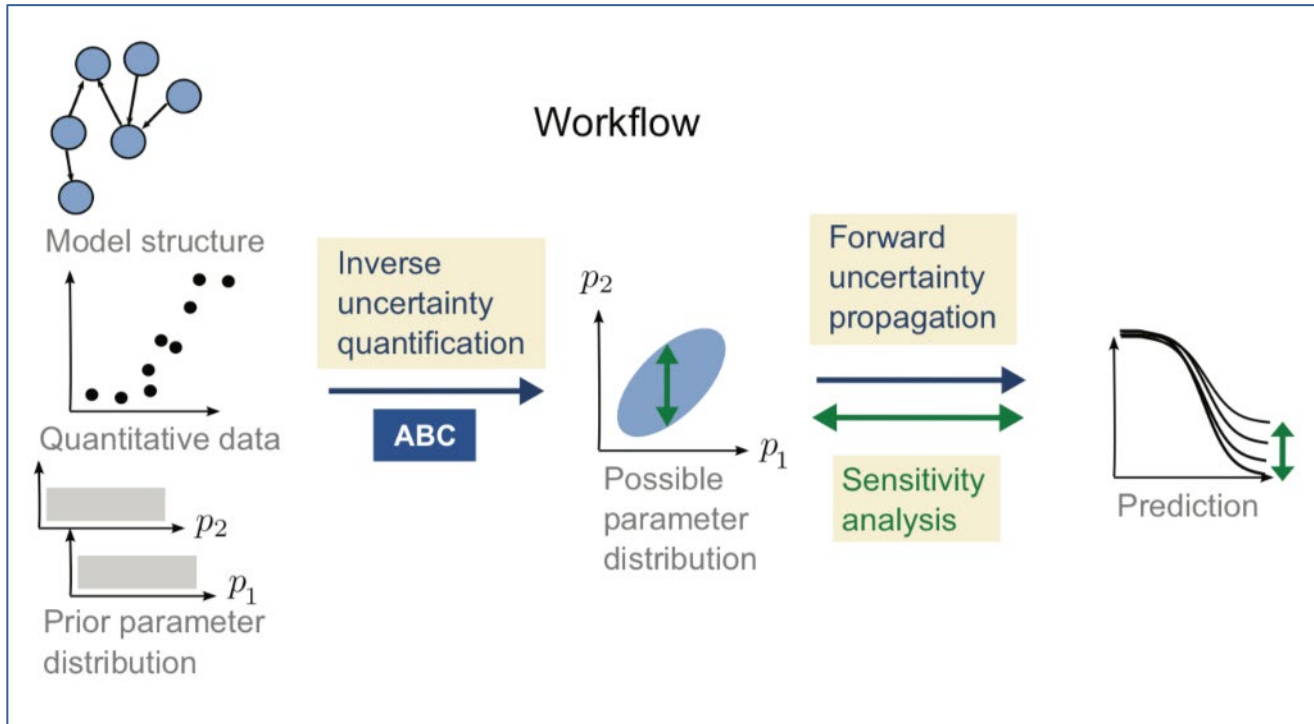 Workflow
Model structure
Quantitative data
p2
p1
Prior parameter
distribution
Inverse
uncertainty
quantification
ABC
p2
p1
Possible
parameter
distribution
Forward
uncertainty
propagation
Sensitivity
analysis
Prediction